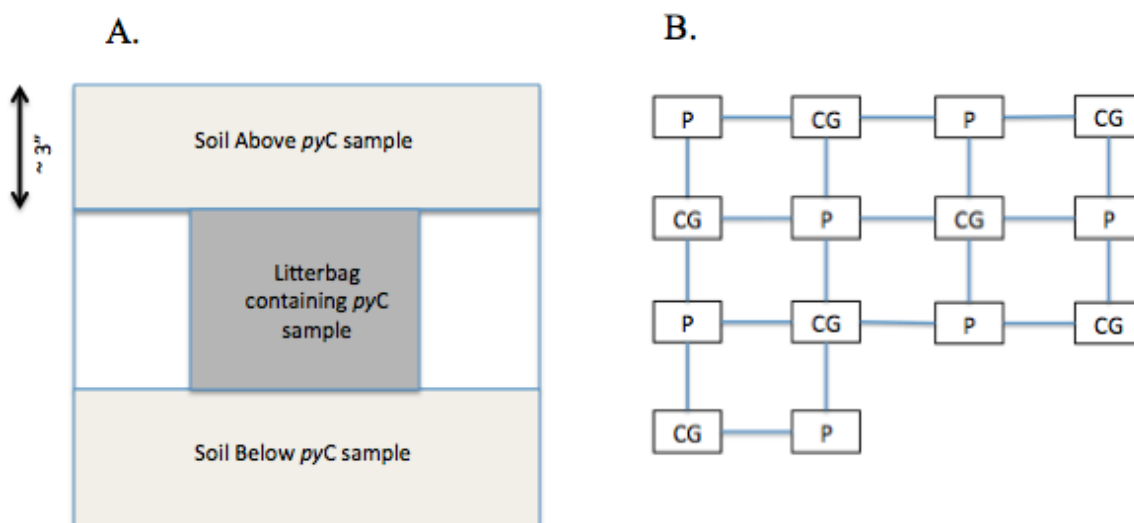 A.
B.
~ 3"
Soil Above pyC sample
Litterbag
containing pyC
sample
Soil Below pyC sample
P CG P CG
CG P CG P
P CG P CG
CG P